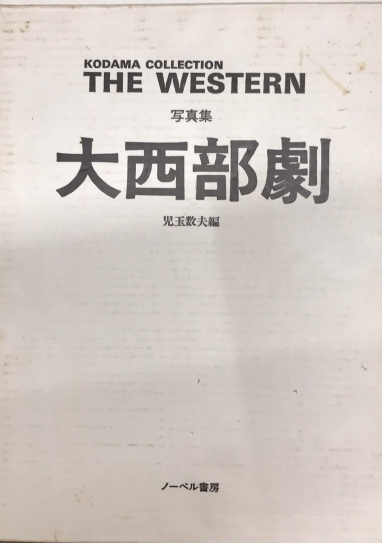 KODAMA COLLECTION
THE WESTERN
写真集
大西部劇
児玉数夫編
ノーベル書房